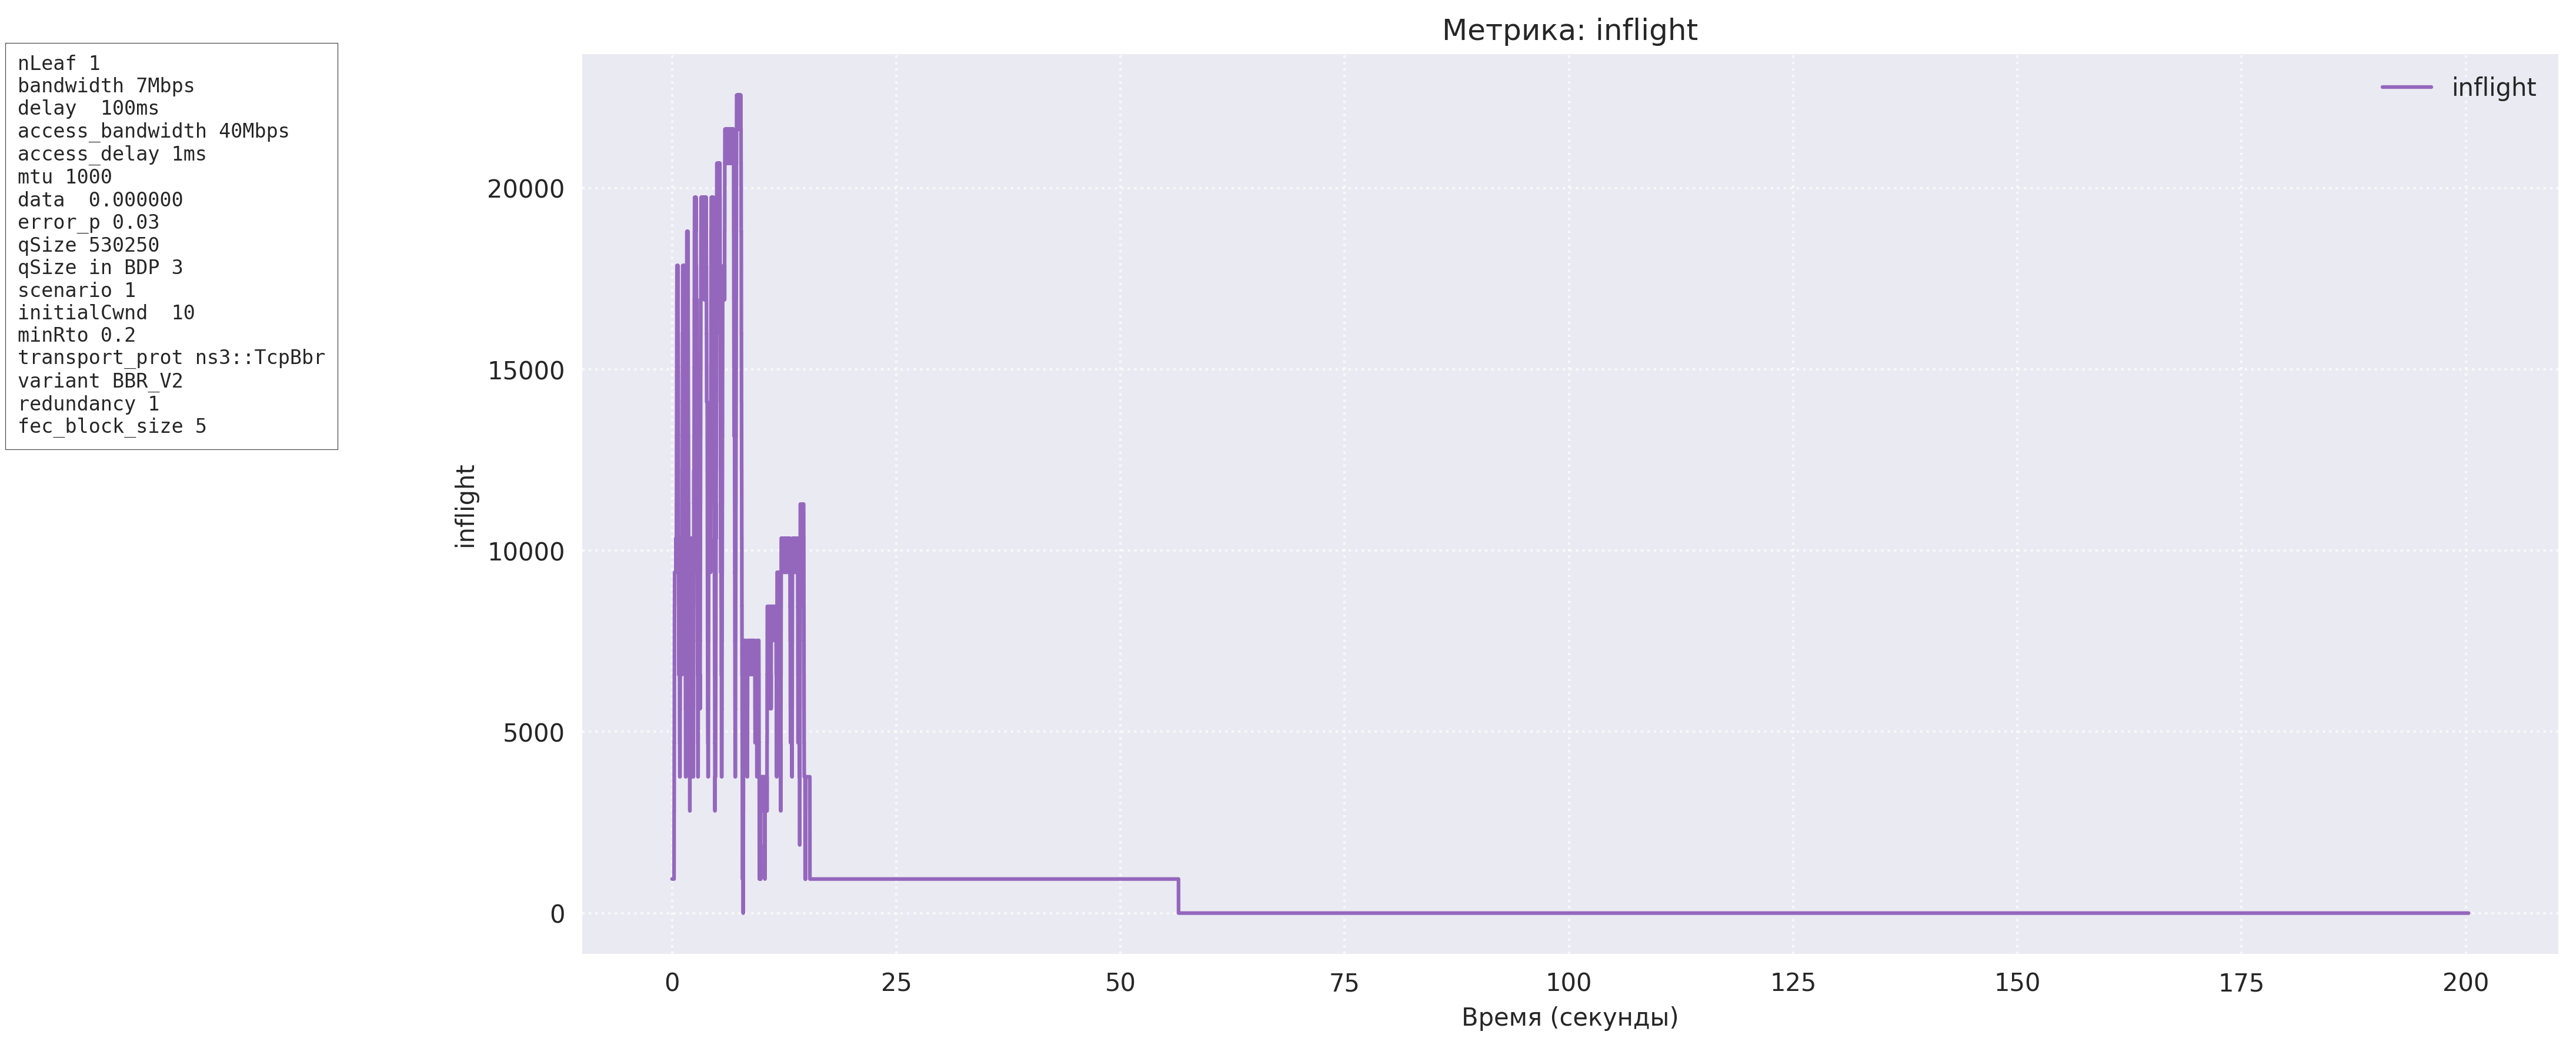 Метрика: inflight
nLeaf 1
bandwidth 7Mbps
delay  100ms
access_bandwidth 40Mbps
access_delay 1ms
mtu 1000
data  0.000000
error_p 0.03
qSize 530250
qSize in BDP 3
scenario 1
initialCwnd  10
minRto 0.2
transport_prot ns3::TcpBbr
variant BBR_V2
redundancy 1
fec_block_size 5
inflight
inflight
20000
15000
10000
5000
0
0 25 50 75 100 125 150 175 200
Время (секунды)